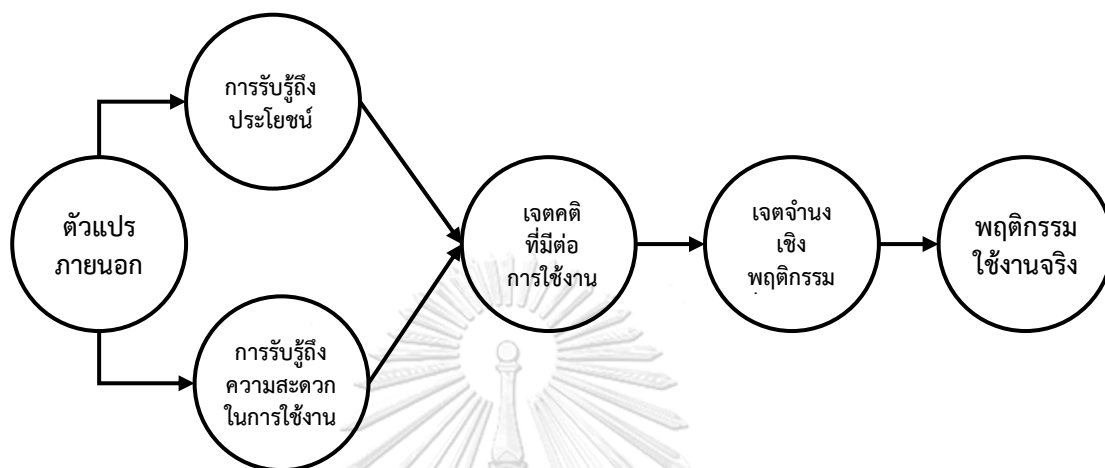 การรับรู้ถึง
ประโยชน์
ตัวแปร
ภายนอก
เจตคติ
ที่มีต่อ
การใช้งาน
เจตจำนง
เชิง
พฤติกรรม
พฤติกรรม
ใช้งานจริง
การรับรู้ถึง
ความสะดวก
ในการใช้งาน